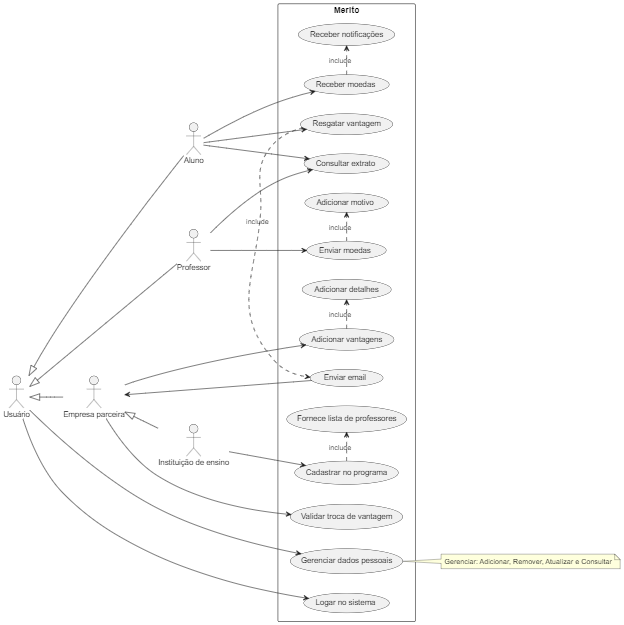 Merito
Receber notificações
include
Receber moedas
Resgatar vantagem
Aluno
Consultar extrato
Adicionar motivo
include
include
Enviar moedas
Professor
Adicionar detalhes
include
Adicionar vantagens
Enviar email
Usuário
Empresa parceira
Fornece lista de professores
include
Instituição de ensino
Cadastrar no programa
Validar troca de vantagem
Gerenciar dados pessoais
Gerenciar: Adicionar, Remover, Atualizar e Consultar
Logar no sistema